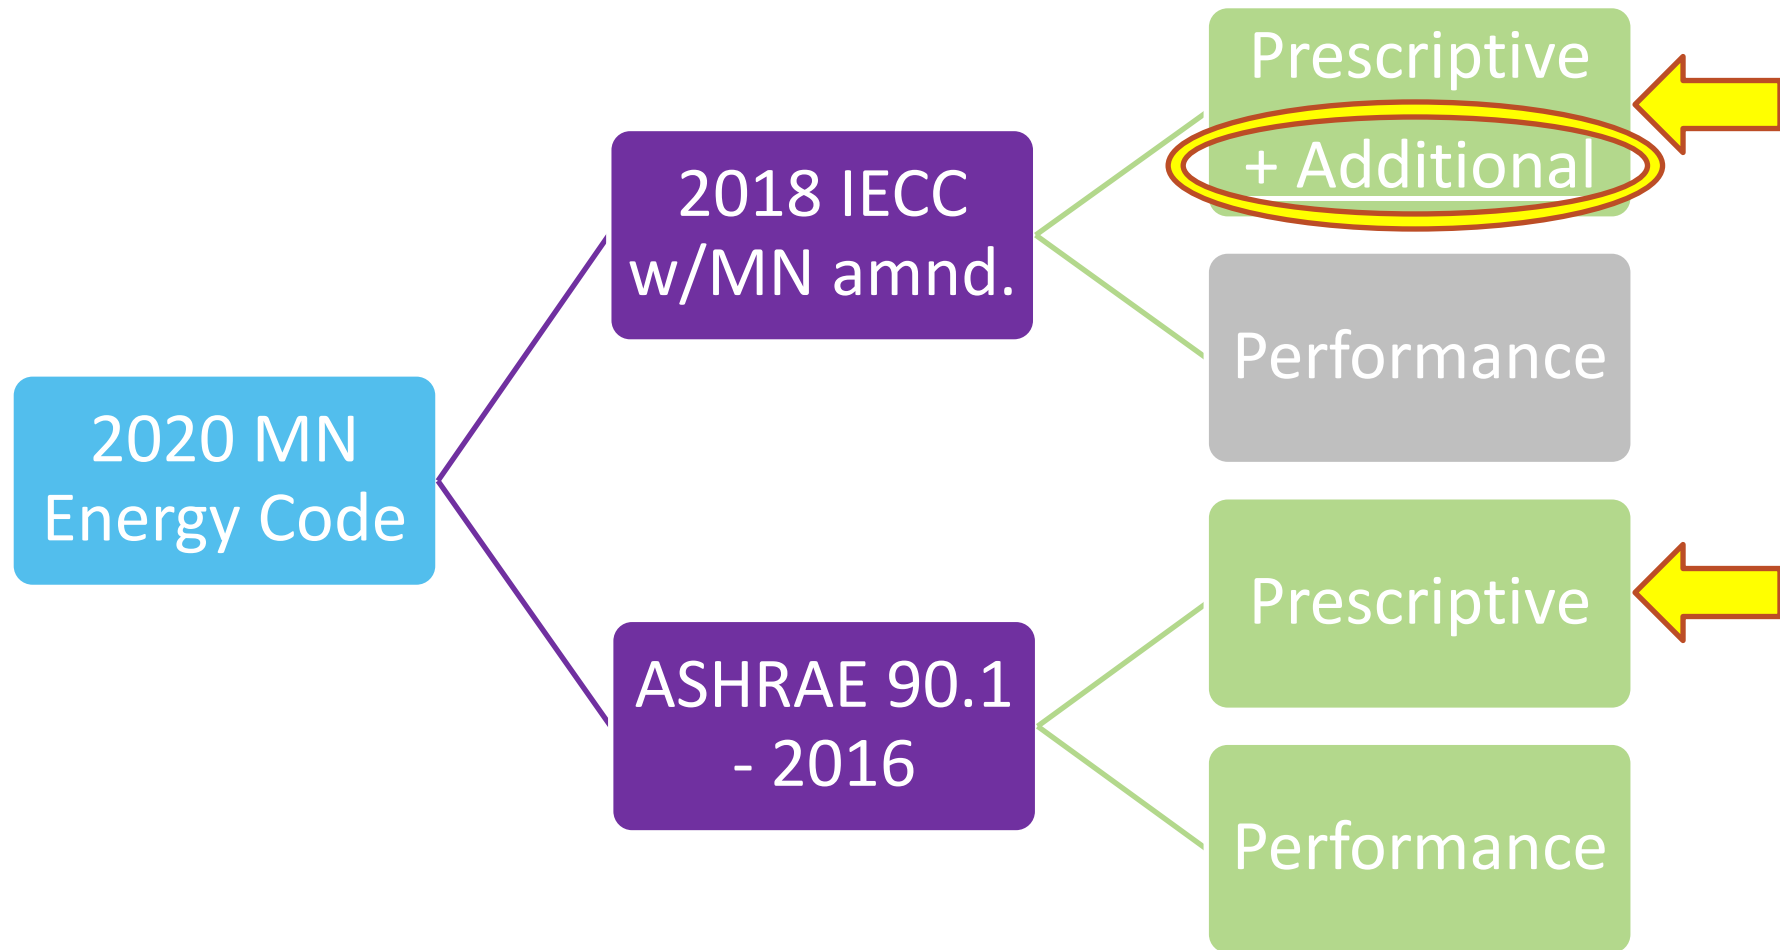 2020 MN
Energy Code
2018 IECC
w/MN amnd.
Prescriptive
+ Additional
Performance
ASHRAE 90.1
- 2016
Prescriptive
Performance